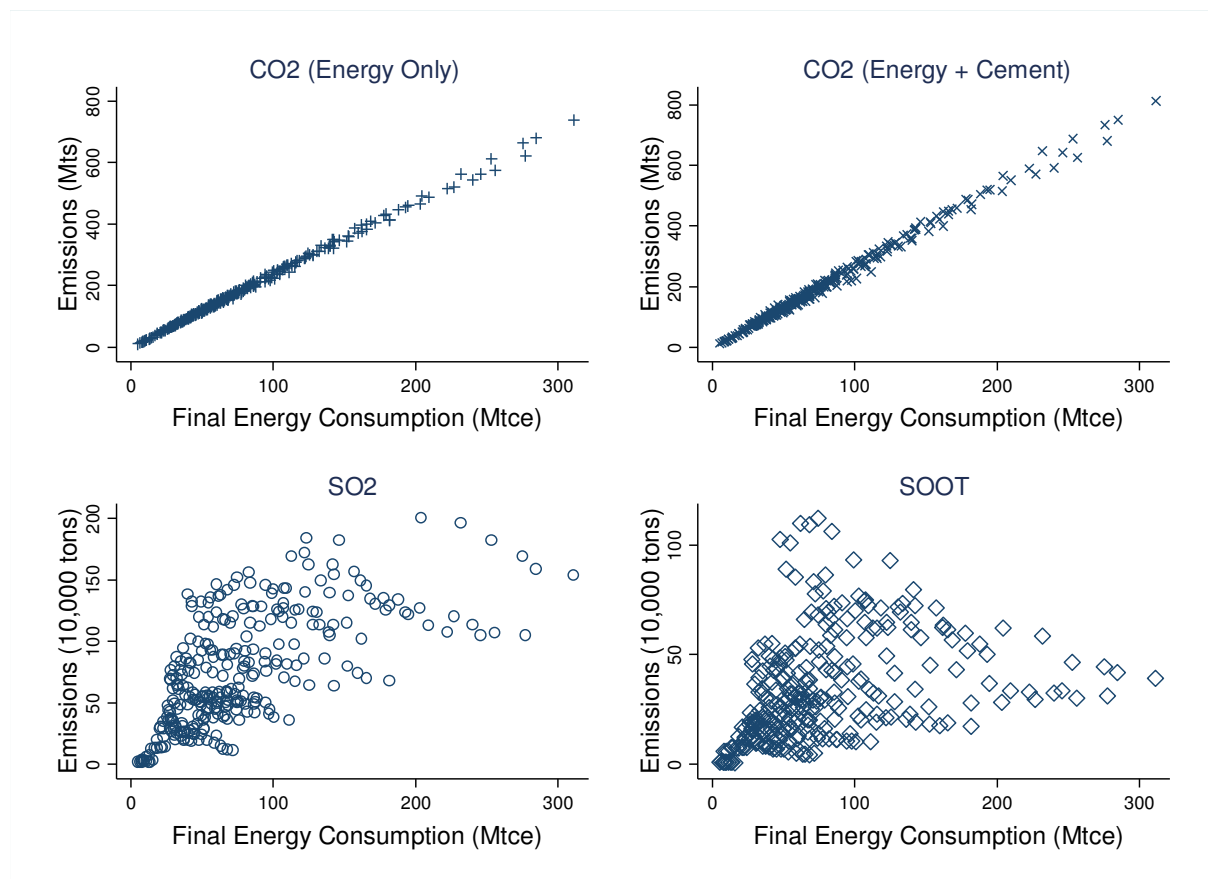 CO2 (Energy Only)
Emissions (Mts)
800
600
400
200
0
0 100 200 300
Final Energy Consumption (Mtce)
CO2 (Energy + Cement)
Emissions (Mts)
800
600
400
200
0
0 100 200 300
Final Energy Consumption (Mtce)
SO2
Emissions (10,000 tons)
200
150
100
50
0
0 100 200 300
Final Energy Consumption (Mtce)
SOOT
Emissions (10,000 tons)
100
50
0
0 100 200 300
Final Energy Consumption (Mtce)